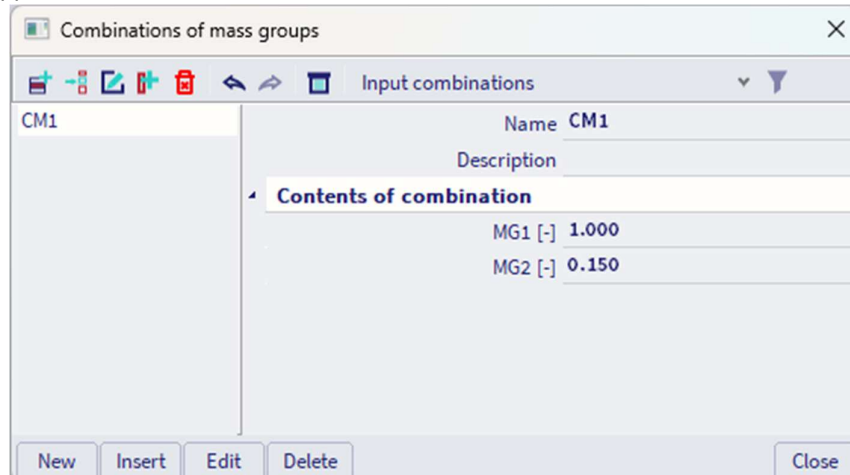 Combinations of mass groups
Input combinations
CM1
Name CM1
Description
Contents of combination
MG1 [-] 1.000
MG2 [-] 0.150
New Insert Edit Delete Close